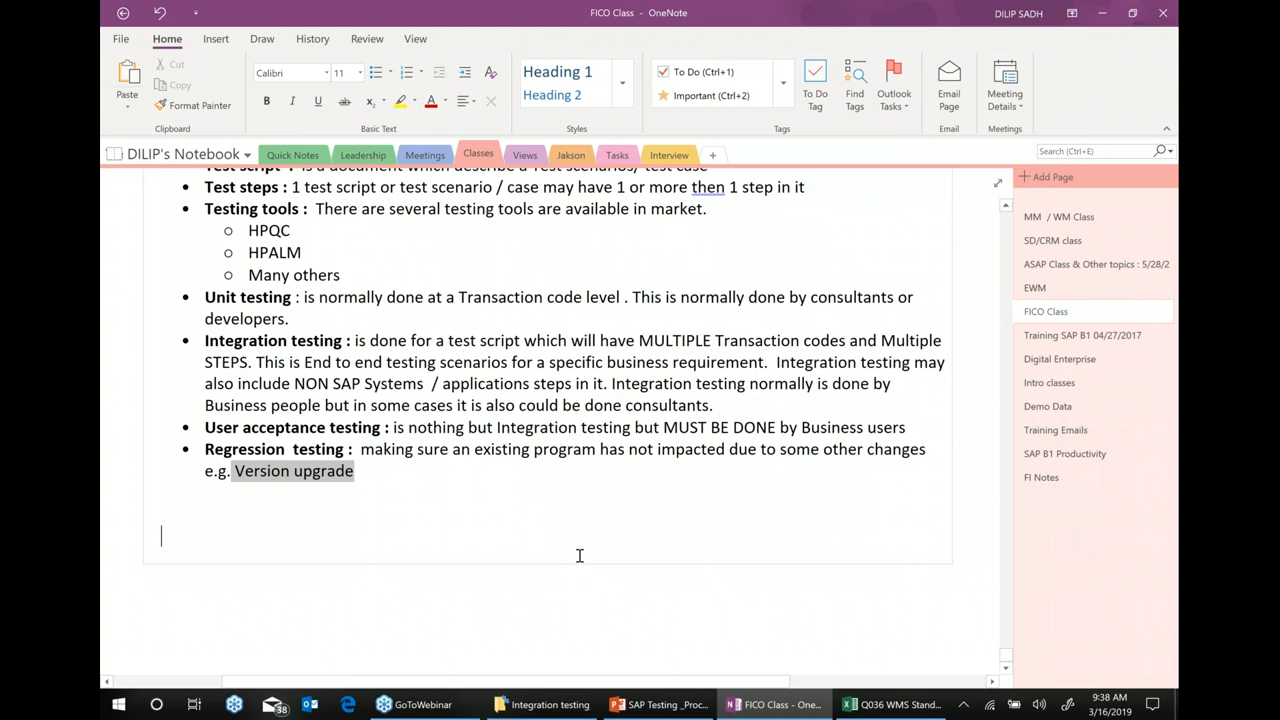 FICO Class - OneNote
DILIP SADH
File
Home
Insert
Draw
History
Review
View
Paste
Cut
Copy
Format Painter
Clipboard
Calibri
11
B I U ab x₂ A
Basic Text
Heading 1
Heading 2
Styles
To Do (Ctrl+1)
Important (Ctrl+2)
To Do
Tag
Find
Tags
Outlook
Tasks
Tags
Email
Page
Email
Meeting
Details
Meetings
DILIP's Notebook
Quick Notes
Leadership
Meetings
Classes
Views
Jakson
Tasks
Interview
Search (Ctrl+E)
Test script : is a document which describe a Test scenarios/ test case
Test steps : 1 test script or test scenario / case may have 1 or more then 1 step in it
Testing tools : There are several testing tools are available in market.
HPQC
HPALM
Many others
Unit testing : is normally done at a Transaction code level . This is normally done by consultants or
developers.
Integration testing : is done for a test script which will have MULTIPLE Transaction codes and Multiple
STEPS. This is End to end testing scenarios for a specific business requirement. Integration testing may
also include NON SAP Systems / applications steps in it. Integration testing normally is done by
Business people but in some cases it is also could be done consultants.
User acceptance testing : is nothing but Integration testing but MUST BE DONE by Business users
Regression testing : making sure an existing program has not impacted due to some other changes
e.g. Version upgrade
Add Page
MM / WM Class
SD/CRM class
ASAP Class & Other topics : 5/28/2
EWM
FICO Class
Training SAP B1 04/27/2017
Digital Enterprise
Intro classes
Demo Data
Training Emails
SAP B1 Productivity
FI Notes
38
GoToWebinar
Integration testing
SAP Testing _Proc...
FICO Class - One...
Q036 WMS Stand...
9:38 AM
3/16/2019